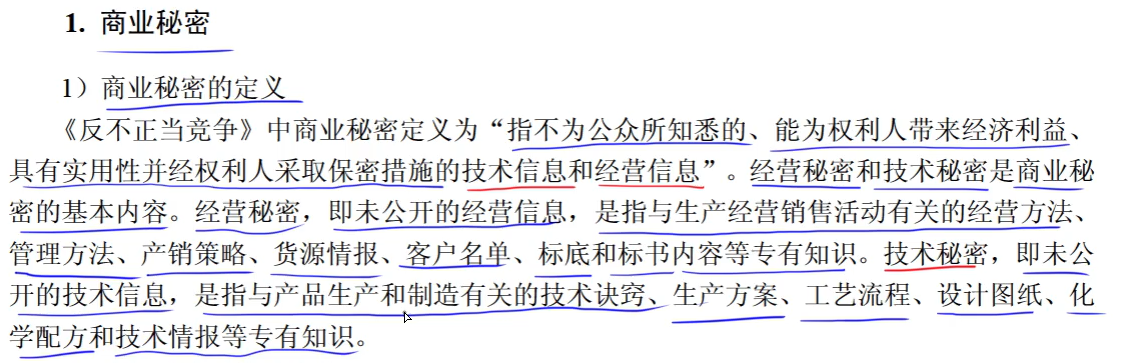 1. 商业秘密
1）商业秘密的定义
《反不正当竞争》中商业秘密定义为“指不为公众所知悉的、能为权利人带来经济利益、
具有实用性并经权利人采取保密措施的技术信息和经营信息”。经营秘密和技术秘密是商业秘
密的基本内容。经营秘密，即未公开的经营信息，是指与生产经营销售活动有关的经营方法、
管理方法、产销策略、货源情报、客户名单、标底和标书内容等专有知识。技术秘密，即未公
开的技术信息，是指与产品生产和制造有关的技术诀窍、生产方案、工艺流程、设计图纸、化
学配方和技术情报等专有知识。